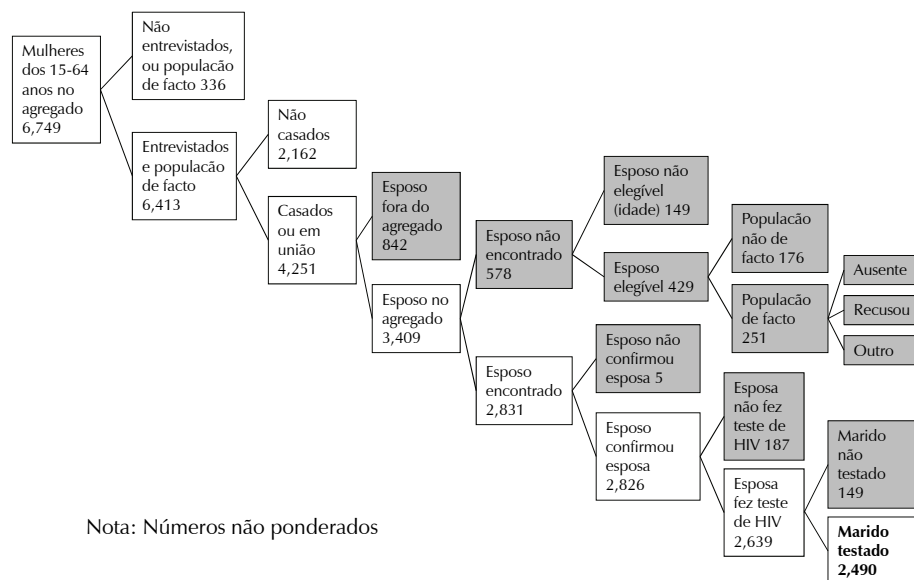 Mulheres
dos 15-64
anos no
agregado
6,749
Não
entrevistados,
ou populacão
de facto 336
Entrevistados
e populacão
de facto
6,413
Não
casados
2,162
Casados
ou em
união
4,251
Esposo
fora do
agregado
842
Esposo no
agregado
3,409
Esposo não
encontrado
578
Esposo
encontrado
2,831
Esposo não
elegível
(idade) 149
Esposo
elegível 429
Populacão
não de
facto 176
Populacão
de facto
251
Ausente
Recusou
Outro
Esposo não
confirmou
esposa 5
Esposo
confirmou
esposa
2,826
Esposa
não fez
teste de
HIV 187
Esposa
fez teste
de HIV
2,639
Marido
não
testado
149
Marido
testado
2,490
Nota: Números não ponderados